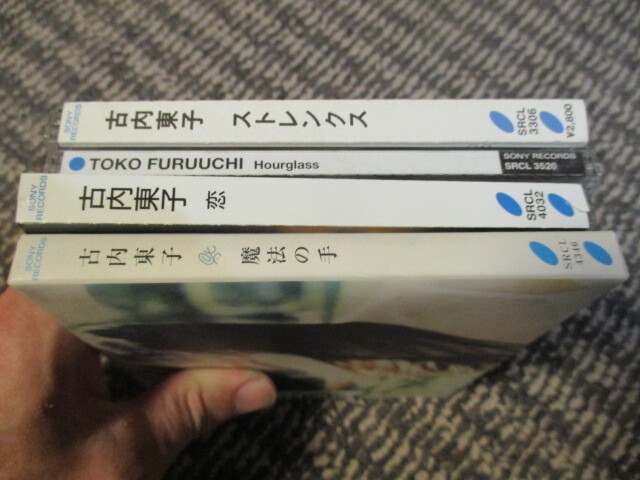 SONY RECORDS 古内東子 ストレンクス SRCL 3306 ¥2,800
TOKO FURUUCHI Hourglass SONY RECORDS SRCL 3520
SONY RECORDS 古内東子 恋 SRCL 4032
SONY RECORDS 古内東子 魔法の手 SRCL 4346